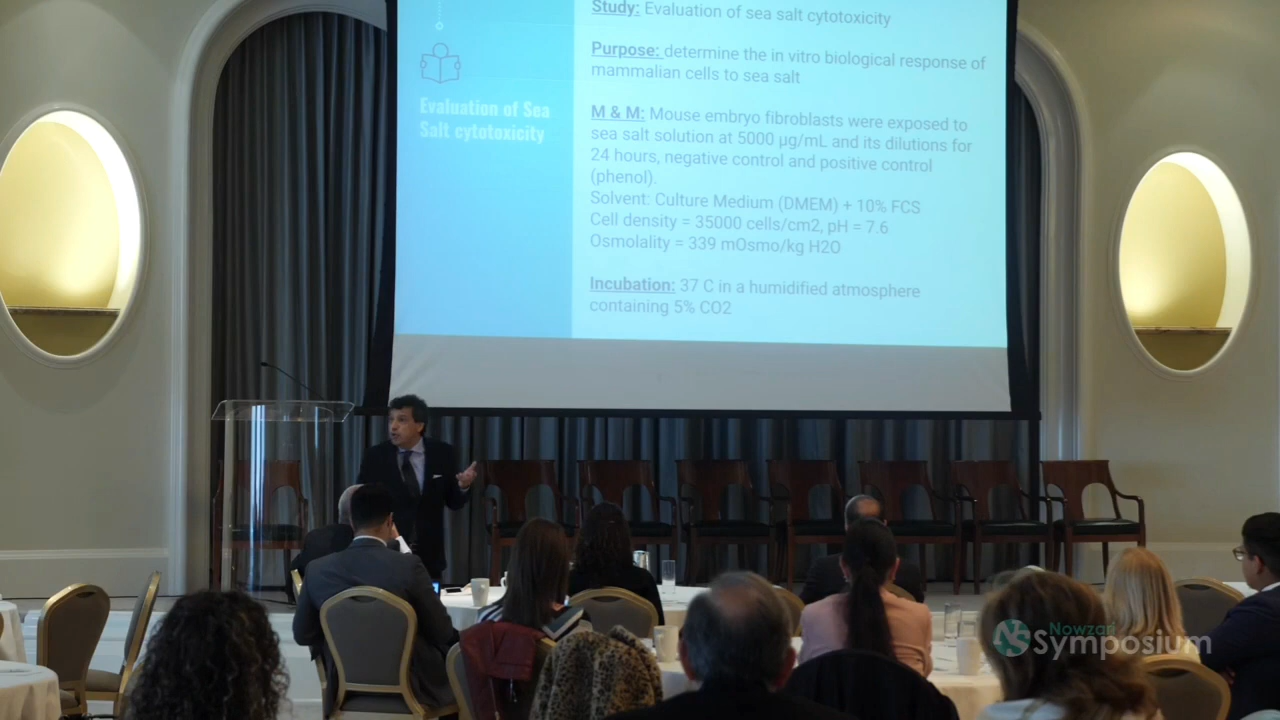 Study: Evaluation of sea salt cytotoxicity
Purpose: determine the in vitro biological response of
mammalian cells to sea salt
Evaluation of Sea
Salt cytotoxicity
M & M: Mouse embryo fibroblasts were exposed to
sea salt solution at 5000 µg/mL and its dilutions for
24 hours, negative control and positive control
(phenol).
Solvent: Culture Medium (DMEM) + 10% FCS
Cell density = 35000 cells/cm2, pH = 7.6
Osmolality = 339 mOsmo/kg H2O
Incubation: 37 C in a humidified atmosphere
containing 5% CO2
NS
Nowzari
Symposium